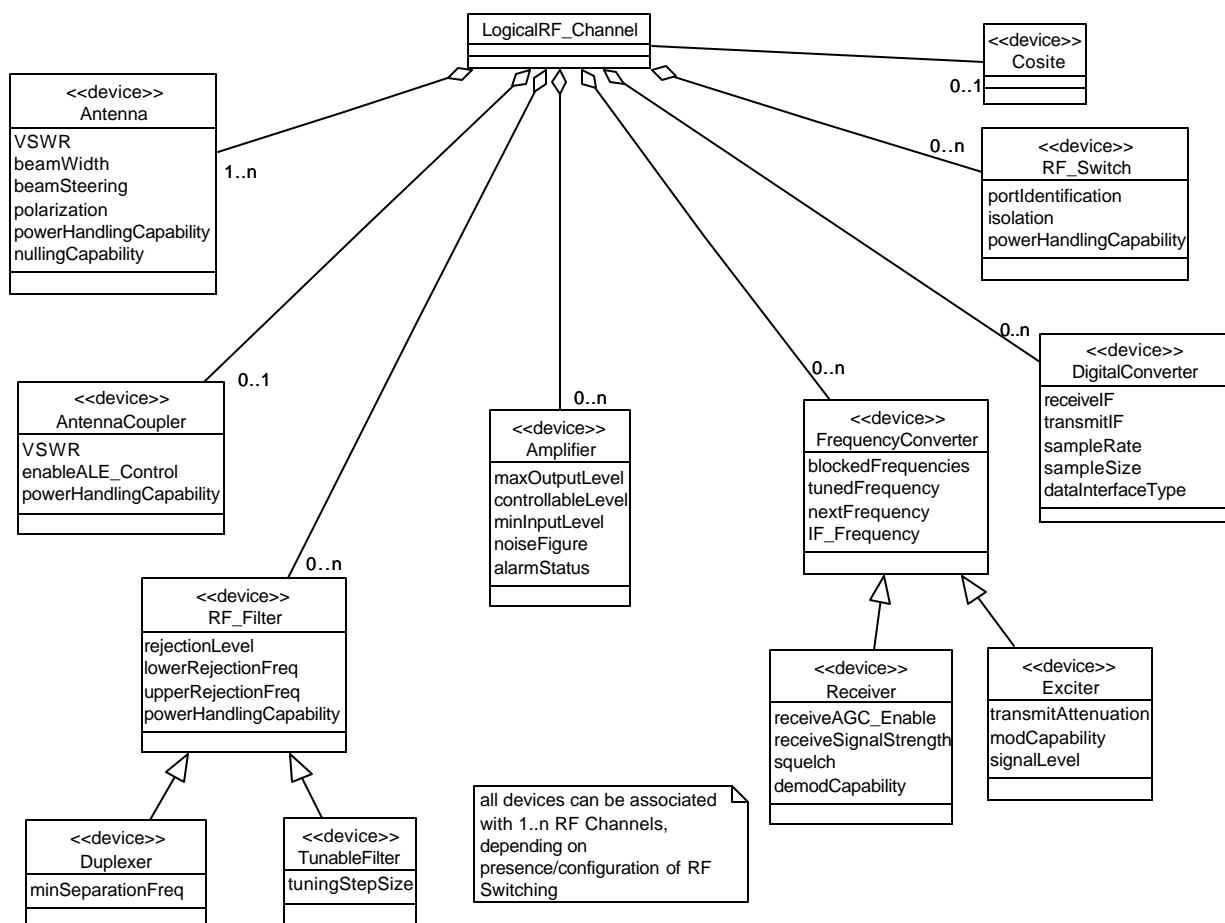 LogicalRF_Channel
<<device>>
Cosite
0..1
<<device>>
Antenna
VSWR
beamWidth
beamSteering
polarization
powerHandlingCapability
nullingCapability
1..n
<<device>>
RF_Switch
portIdentification
isolation
powerHandlingCapability
0..n
<<device>>
DigitalConverter
receiveIF
transmitIF
sampleRate
sampleSize
dataInterfaceType
0..n
<<device>>
AntennaCoupler
VSWR
enableALE_Control
powerHandlingCapability
0..1
<<device>>
Amplifier
maxOutputLevel
controllableLevel
minInputLevel
noiseFigure
alarmStatus
0..n
<<device>>
FrequencyConverter
blockedFrequencies
tunedFrequency
nextFrequency
IF_Frequency
0..n
<<device>>
RF_Filter
rejectionLevel
lowerRejectionFreq
upperRejectionFreq
powerHandlingCapability
0..n
<<device>>
Receiver
receiveAGC_Enable
receiveSignalStrength
squelch
demodCapability
<<device>>
Exciter
transmitAttenuation
modCapability
signalLevel
<<device>>
Duplexer
minSeparationFreq
<<device>>
TunableFilter
tuningStepSize
all devices can be associated
with 1..n RF Channels,
depending on
presence/configuration of RF
Switching